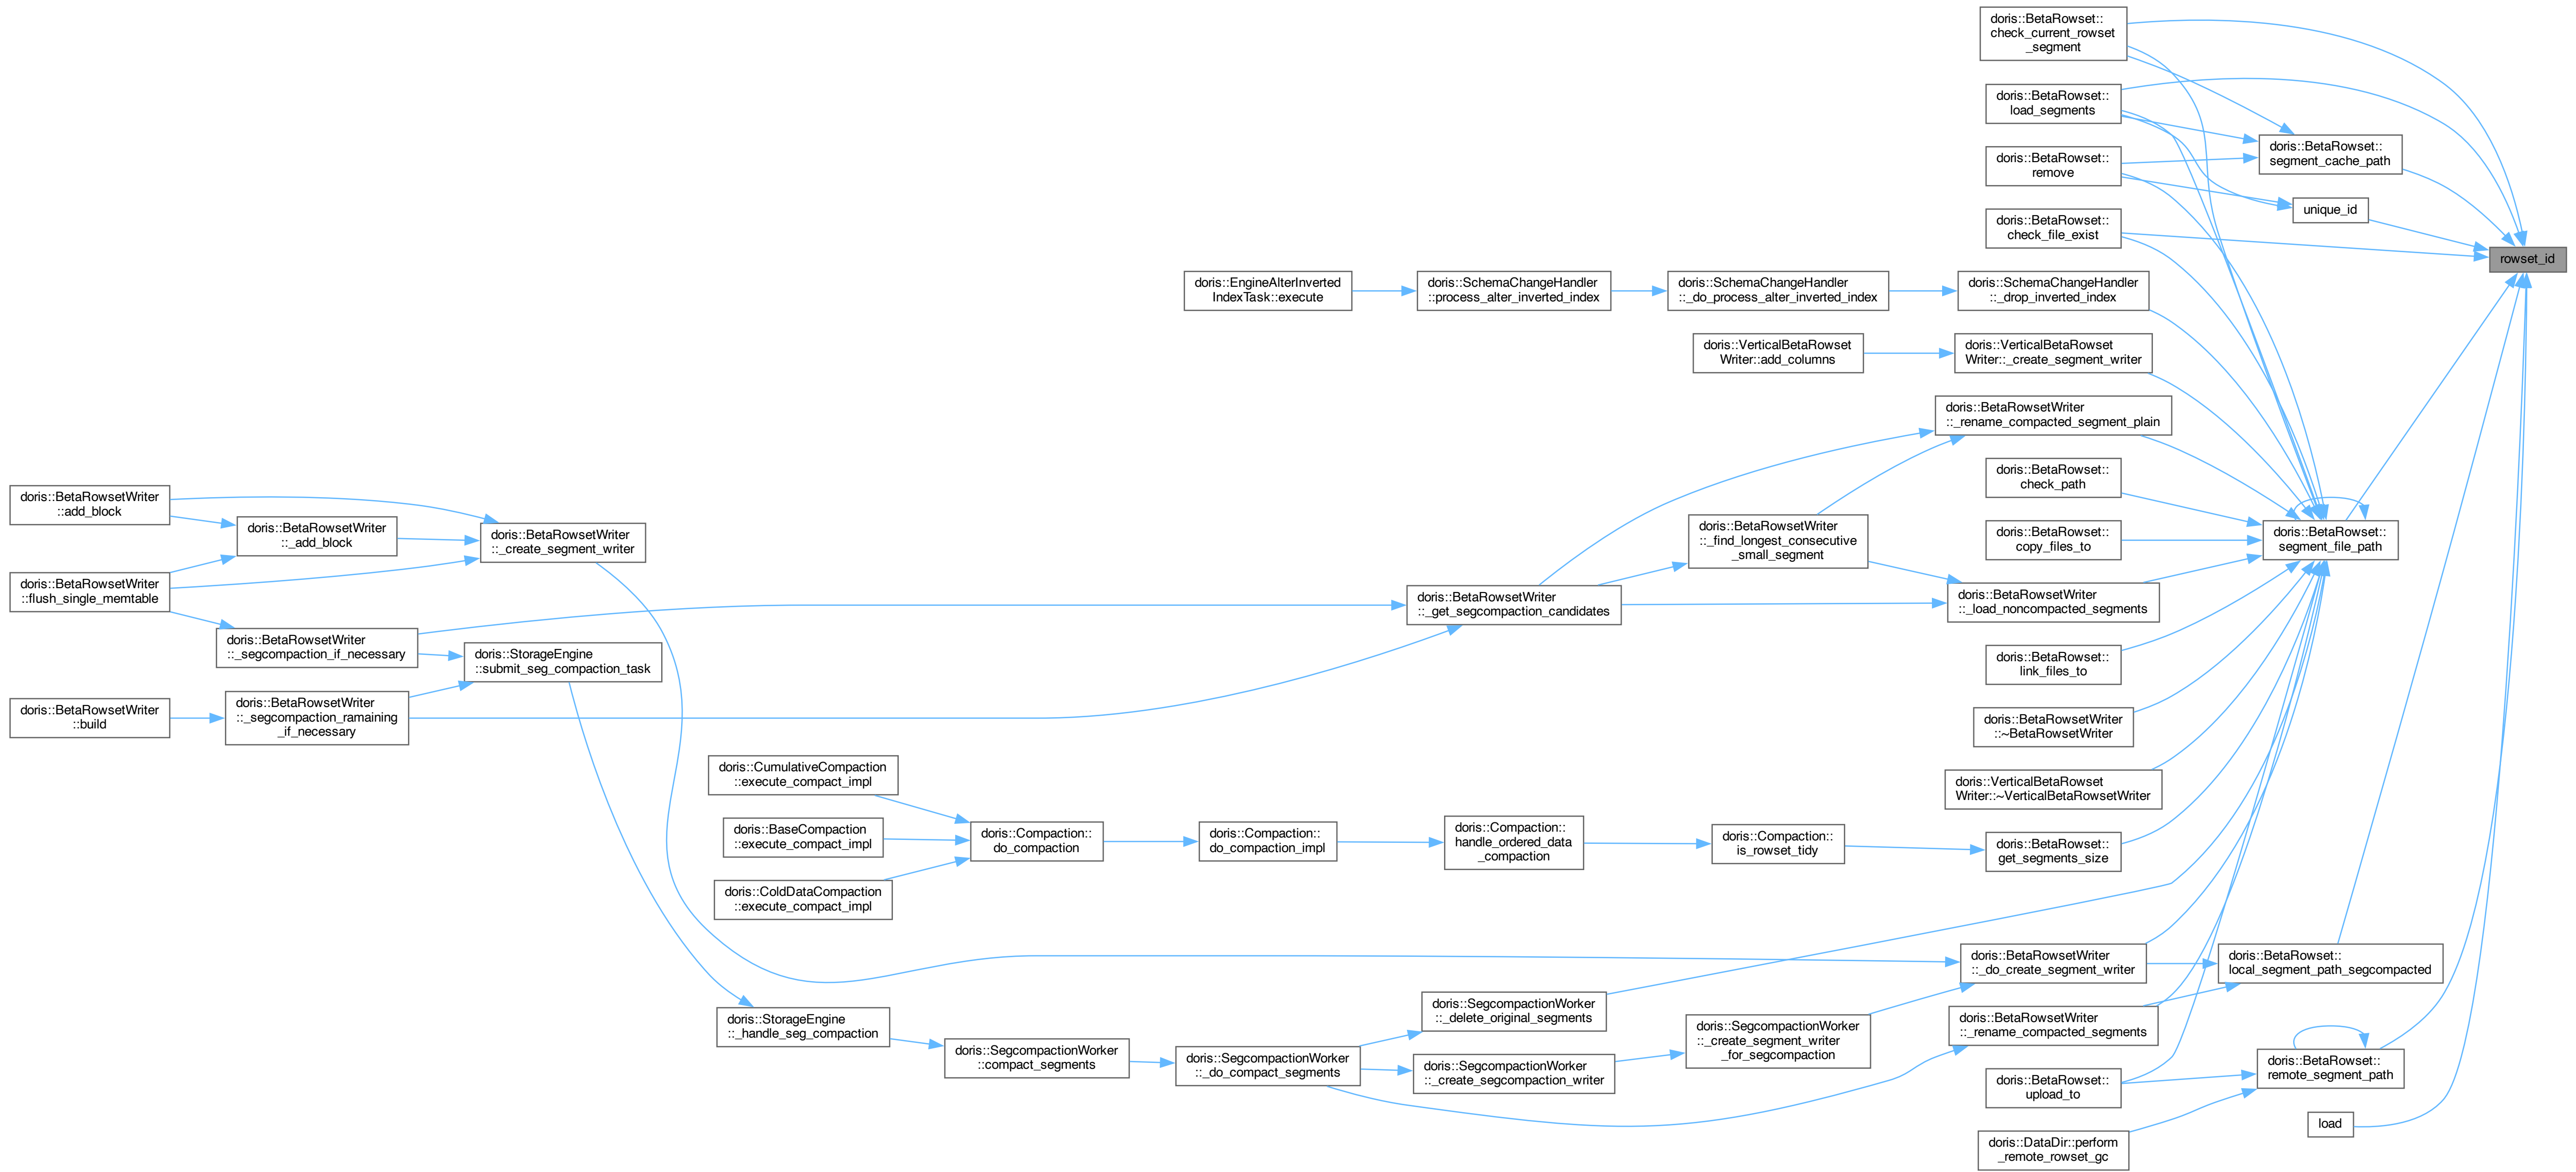 doris::BetaRowset::
check_current_rowset
_segment
doris::BetaRowset::
load_segments
doris::BetaRowset::
segment_cache_path
doris::BetaRowset::
remove
unique_id
doris::BetaRowset::
check_file_exist
rowset_id
doris::EngineAlterInverted
IndexTask::execute
doris::SchemaChangeHandler
::process_alter_inverted_index
doris::SchemaChangeHandler
::_do_process_alter_inverted_index
doris::SchemaChangeHandler
::_drop_inverted_index
doris::VerticalBetaRowset
Writer::add_columns
doris::VerticalBetaRowset
Writer::_create_segment_writer
doris::BetaRowsetWriter
::_rename_compacted_segment_plain
doris::BetaRowset::
check_path
doris::BetaRowsetWriter
::add_block
doris::BetaRowsetWriter
::_add_block
doris::BetaRowsetWriter
::_create_segment_writer
doris::BetaRowsetWriter
::_find_longest_consecutive
_small_segment
doris::BetaRowset::
copy_files_to
doris::BetaRowset::
segment_file_path
doris::BetaRowsetWriter
::flush_single_memtable
doris::BetaRowsetWriter
::_get_segcompaction_candidates
doris::BetaRowsetWriter
::_load_noncompacted_segments
doris::BetaRowsetWriter
::_segcompaction_if_necessary
doris::StorageEngine
::submit_seg_compaction_task
doris::BetaRowset::
link_files_to
doris::BetaRowsetWriter
::build
doris::BetaRowsetWriter
::_segcompaction_ramaining
_if_necessary
doris::BetaRowsetWriter
::~BetaRowsetWriter
doris::CumulativeCompaction
::execute_compact_impl
doris::VerticalBetaRowset
Writer::~VerticalBetaRowsetWriter
doris::BaseCompaction
::execute_compact_impl
doris::Compaction::
do_compaction
doris::Compaction::
do_compaction_impl
doris::Compaction::
handle_ordered_data
_compaction
doris::Compaction::
is_rowset_tidy
doris::BetaRowset::
get_segments_size
doris::ColdDataCompaction
::execute_compact_impl
doris::BetaRowsetWriter
::_do_create_segment_writer
doris::BetaRowset::
local_segment_path_segcompacted
doris::StorageEngine
::_handle_seg_compaction
doris::SegcompactionWorker
::_delete_original_segments
doris::BetaRowsetWriter
::_rename_compacted_segments
doris::SegcompactionWorker
::compact_segments
doris::SegcompactionWorker
::_do_compact_segments
doris::SegcompactionWorker
::_create_segcompaction_writer
doris::SegcompactionWorker
::_create_segment_writer
_for_segcompaction
doris::BetaRowset::
remote_segment_path
doris::BetaRowset::
upload_to
load
doris::DataDir::perform
_remote_rowset_gc